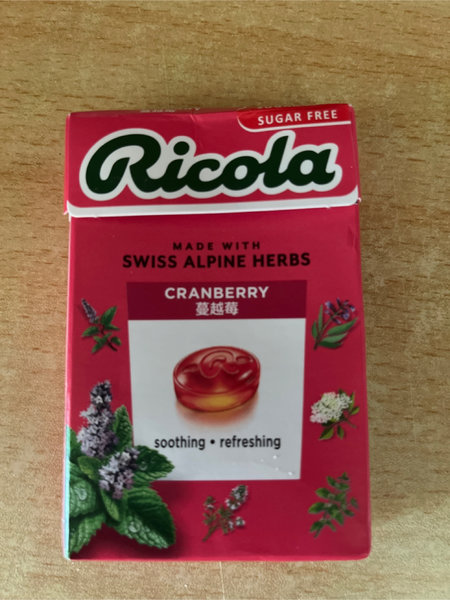 SUGAR FREE
Ricola
MADE WITH
SWISS ALPINE HERBS
CRANBERRY
蔓越莓
soothing • refreshing